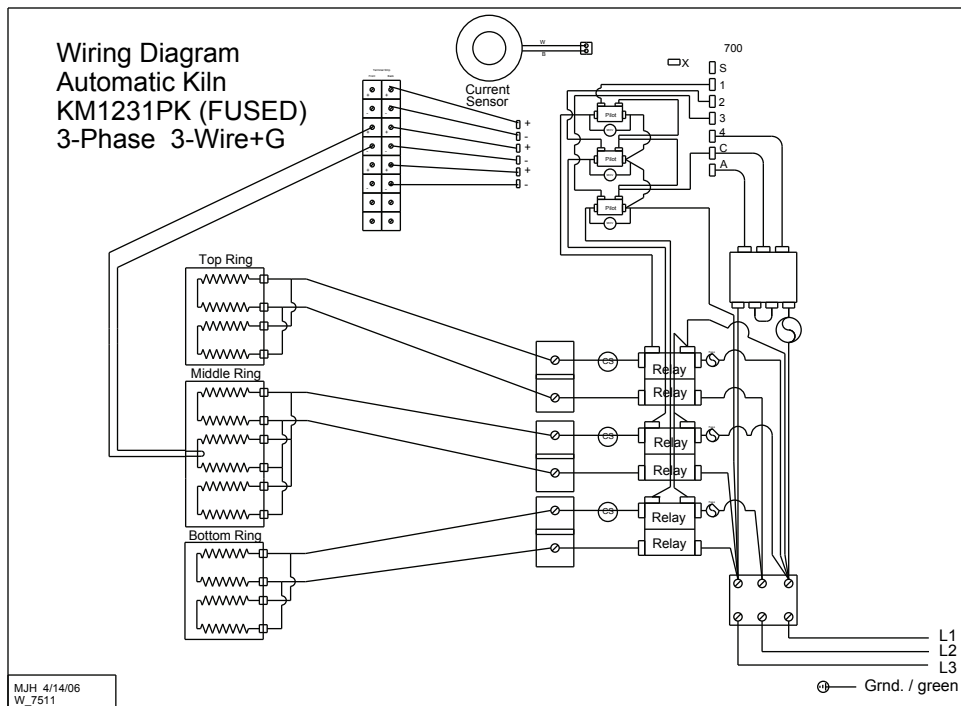 Wiring Diagram
Automatic Kiln
KM1231PK (FUSED)
3-Phase  3-Wire+G
W
B
Current
Sensor
+
-
+
-
+
-
X
700
S
1
2
3
4
C
A
Pilot
Pilot
Pilot
Top Ring
Middle Ring
Bottom Ring
CS
Relay
Relay
CS
Relay
Relay
CS
Relay
Relay
L1
L2
L3
Grnd. / green
MJH  4/14/06
W_7511